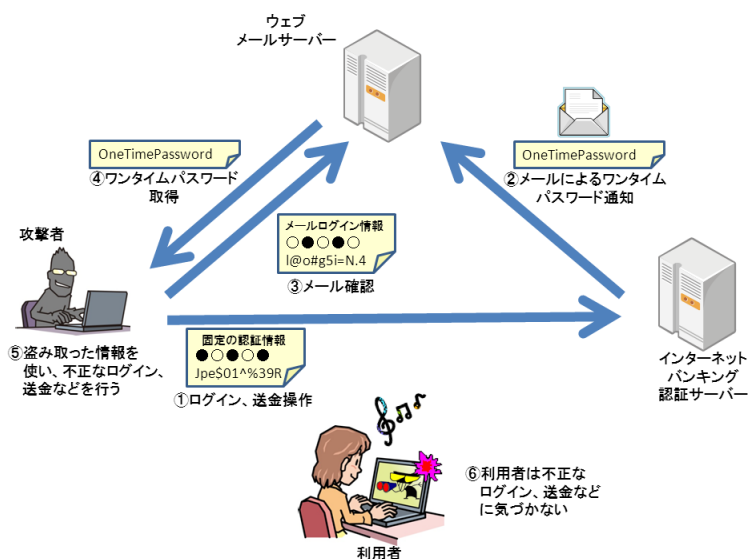 ウェブ
メールサーバー
OneTimePassword
④ワンタイムパスワード
取得
OneTimePassword
②メールによるワンタイム
パスワード通知
メールログイン情報
○●○●○
l@o#g5i=N.4
③メール確認
攻撃者
⑤盗み取った情報を
使い、不正なログイン、
送金などを行う
固定の認証情報
●○●○●
Jpe$01^%39R
①ログイン、送金操作
インターネット
バンキング
認証サーバー
⑥利用者は不正な
ログイン、送金など
に気づかない
利用者